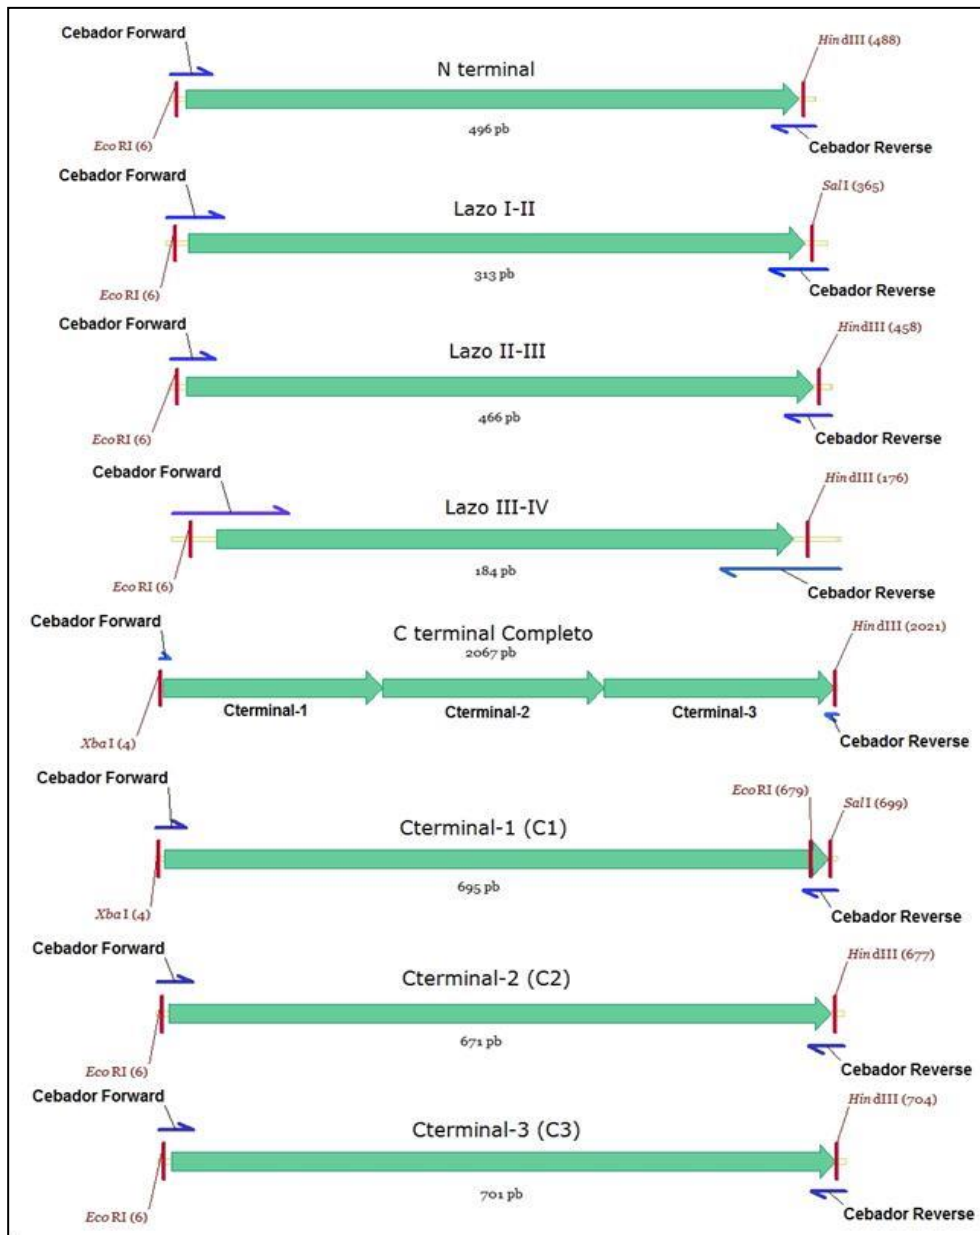 Cebador Forward
HindIII (488)
N terminal
496 pb
EcoRI (6)
Cebador Reverse
Cebador Forward
SalI (365)
Lazo I-II
313 pb
EcoRI (6)
Cebador Reverse
Cebador Forward
HindIII (458)
Lazo II-III
466 pb
EcoRI (6)
Cebador Reverse
Cebador Forward
HindIII (176)
Lazo III-IV
184 pb
EcoRI (6)
Cebador Reverse
Cebador Forward
HindIII (2021)
C terminal Completo
2067 pb
Cterminal-1
Cterminal-2
Cterminal-3
XbaI (4)
Cebador Reverse
Cebador Forward
EcoRI (679)
SalI (699)
Cterminal-1 (C1)
695 pb
XbaI (4)
Cebador Reverse
Cebador Forward
HindIII (677)
Cterminal-2 (C2)
671 pb
EcoRI (6)
Cebador Reverse
Cebador Forward
HindIII (704)
Cterminal-3 (C3)
701 pb
EcoRI (6)
Cebador Reverse